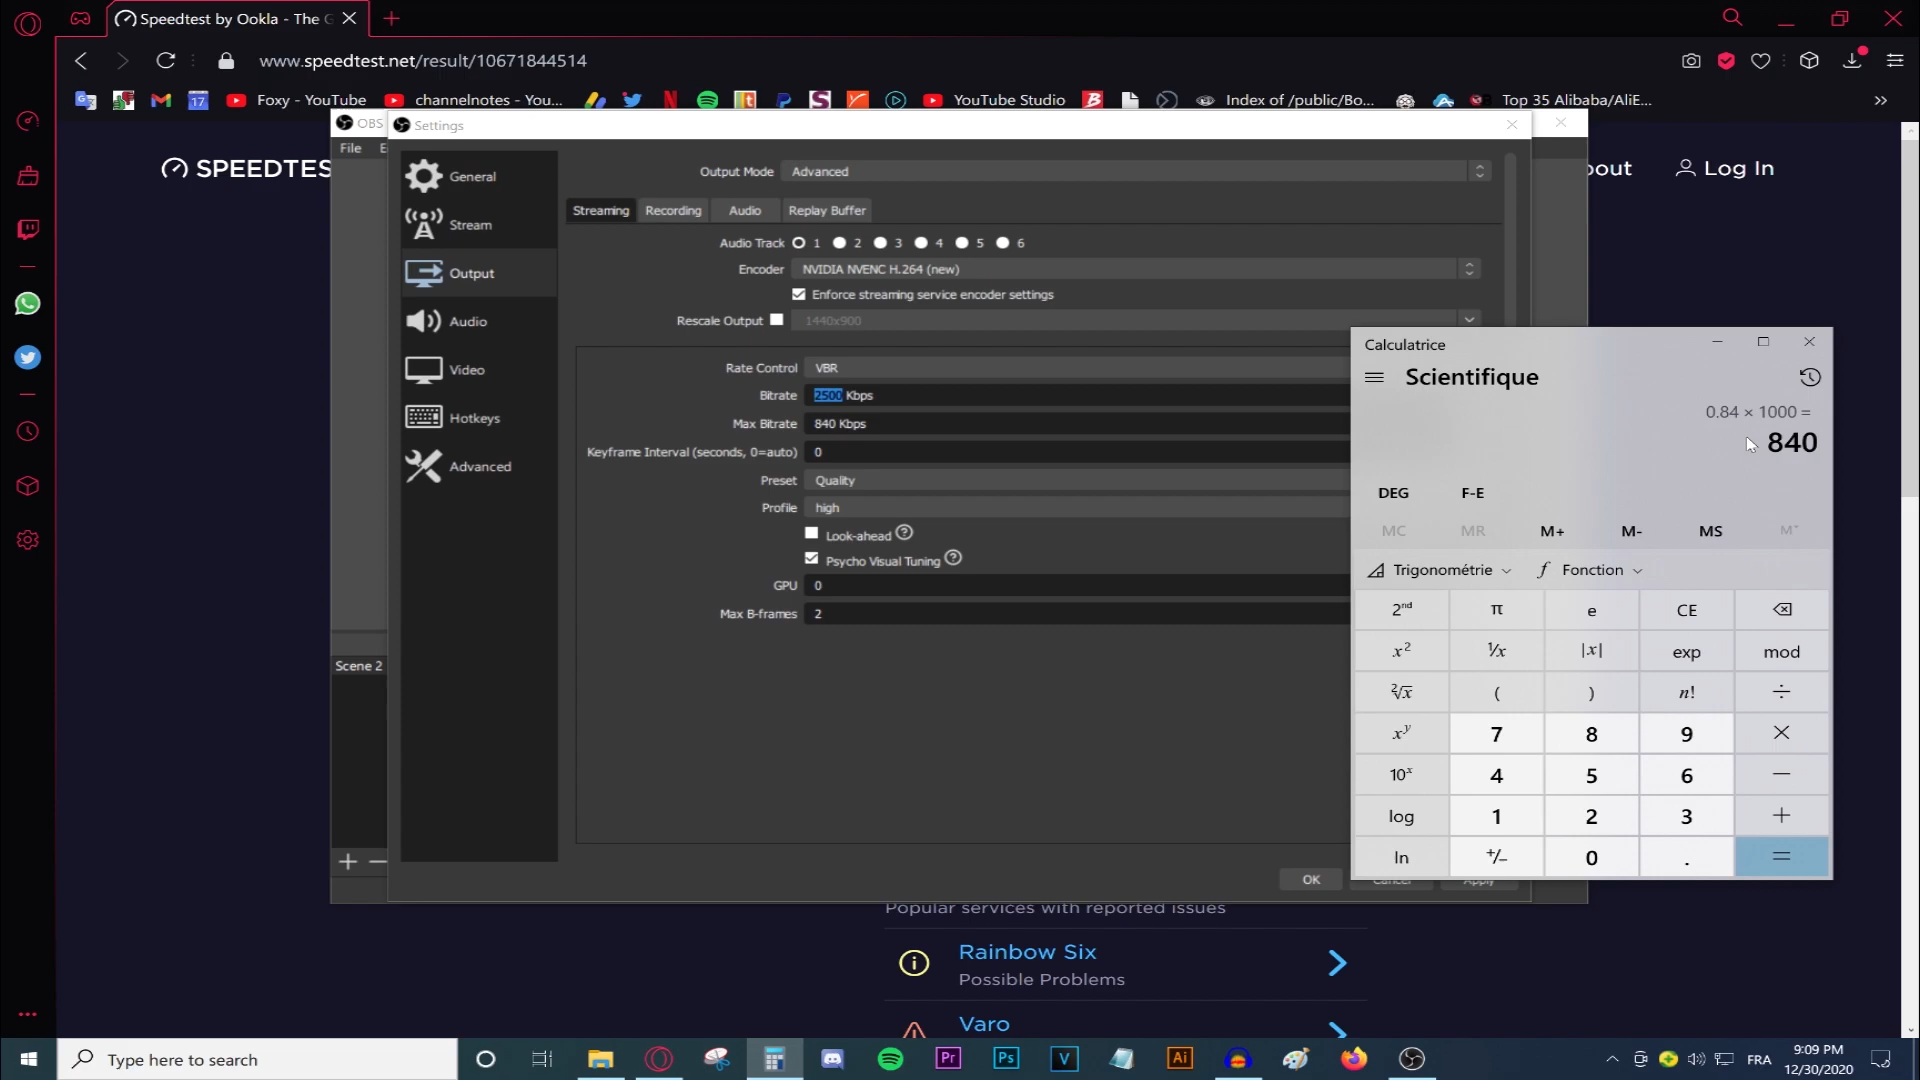 Speedtest by Ookla - The G
www.speedtest.net/result/10671844514
17
Foxy - YouTube
channelnotes - You...
YouTube Studio
Index of /public/Bo...
Top 35 Alibaba/AliE...
OBS
Settings
File
SPEEDTES
out
Log In
General
Stream
Output
Audio
Video
Hotkeys
Advanced
Output Mode
Advanced
Streaming
Recording
Audio
Replay Buffer
Audio Track 1 2 3 4 5 6
Encoder NVIDIA NVENC H.264 (new)
Enforce streaming service encoder settings
Rescale Output 1440x900
Rate Control VBR
Bitrate 2500 Kbps
Max Bitrate 840 Kbps
Keyframe Interval (seconds, 0=auto) 0
Preset Quality
Profile high
Look-ahead ?
Psycho Visual Tuning ?
GPU 0
Max B-frames 2
OK
Cancel
Apply
Scene 2
Calculatrice
Scientifique
0.84 × 1000 =
840
DEG F-E
MC MR M+ M- MS M˅
Trigonométrie
f Fonction
2nd π e CE
x² ⅟x |x| exp mod
²√x ( ) n! ÷
xʸ 7 8 9 ×
10ˣ 4 5 6 −
log 1 2 3 +
ln +/− 0 . =
Popular services with reported issues
Rainbow Six
Possible Problems
Varo
Type here to search
Pr
Ps
V
Ai
FRA
9:09 PM
12/30/2020